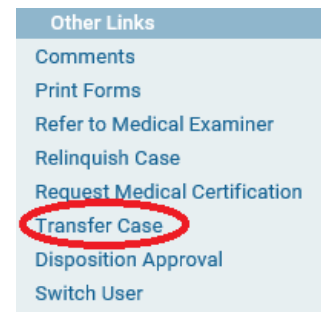 Other Links
Comments
Print Forms
Refer to Medical Examiner
Relinquish Case
Request Medical Certification
Transfer Case
Disposition Approval
Switch User